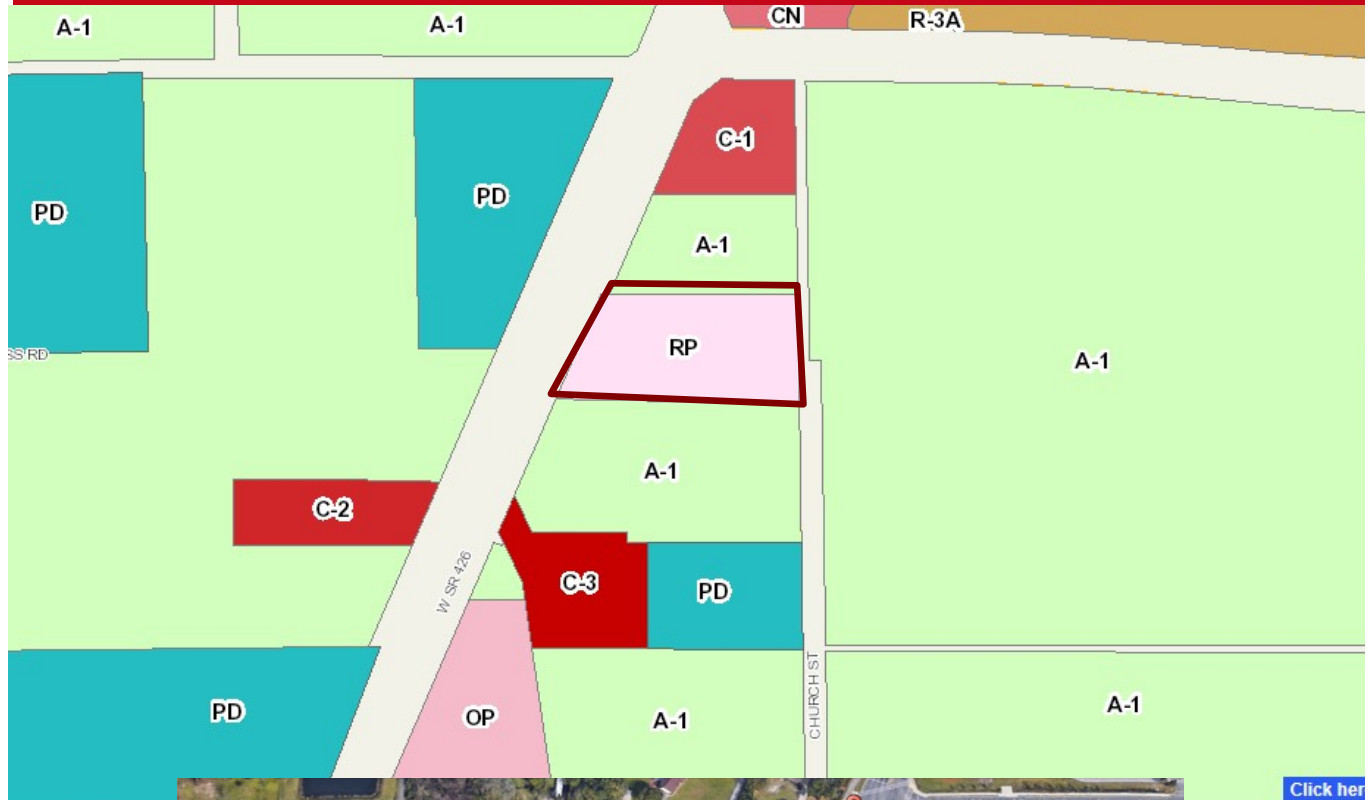 A-1
A-1
CN
R-3A
C-1
PD
PD
A-1
RP
SS RD
A-1
A-1
C-2
W SR 426
C-3
PD
CHURCH ST
PD
OP
A-1
A-1
Click her